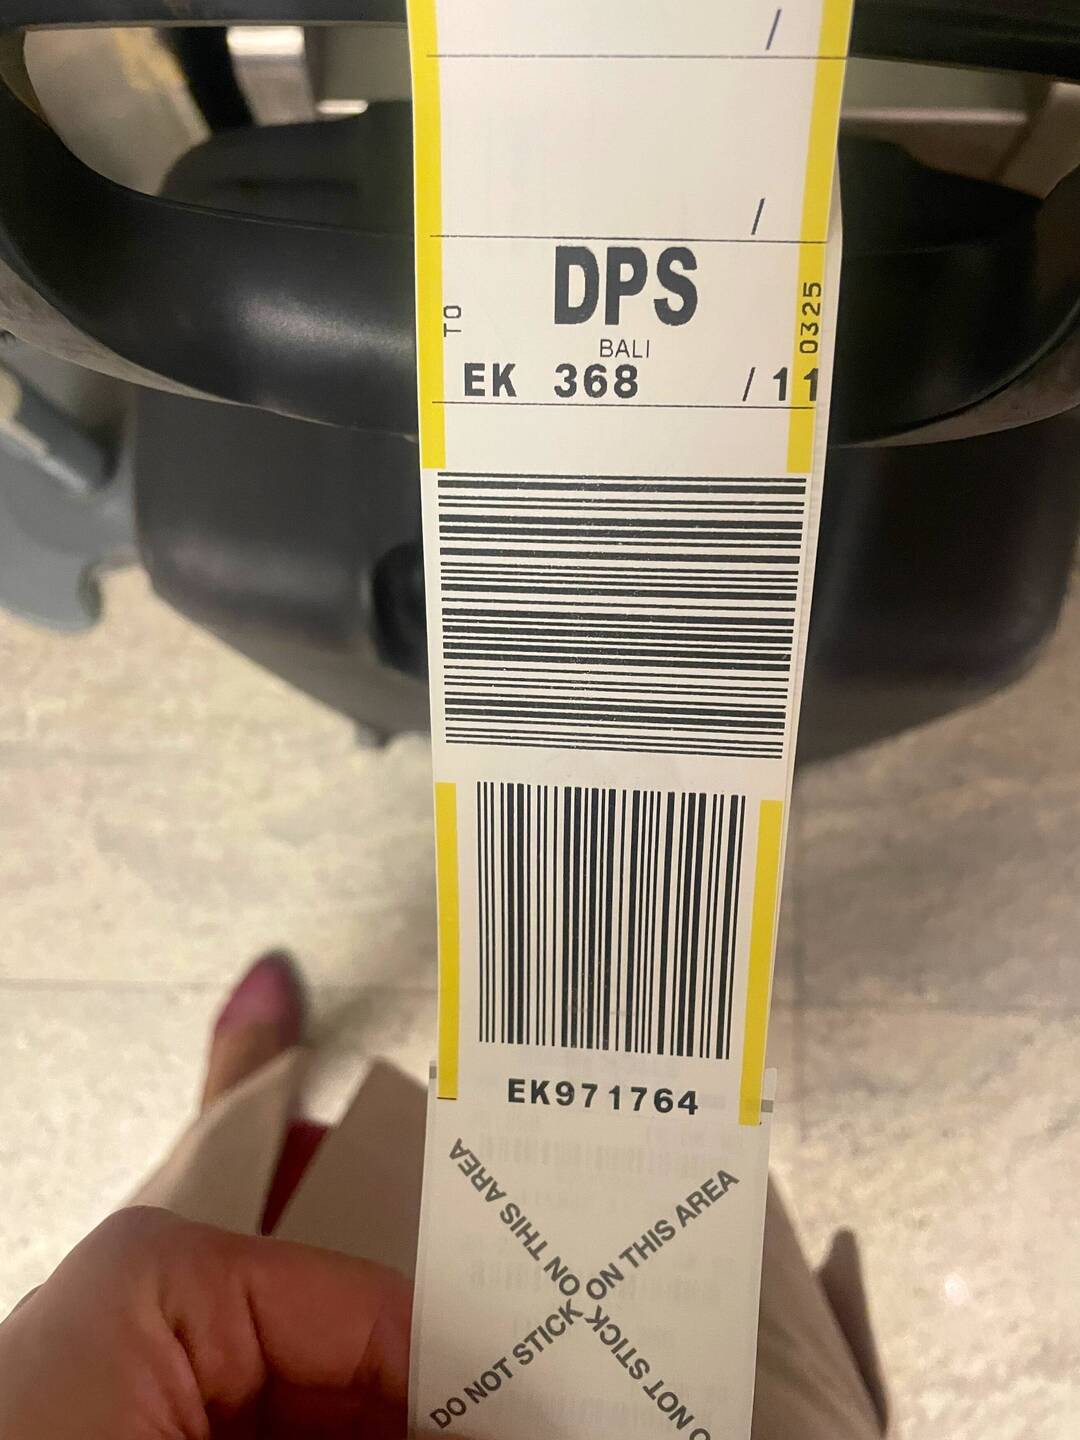 /
/
DPS
TO
0325
BALI
EK 368 / 11
EK971764
DO NOT STICK ON THIS AREA
DO NOT STICK ON THIS AREA